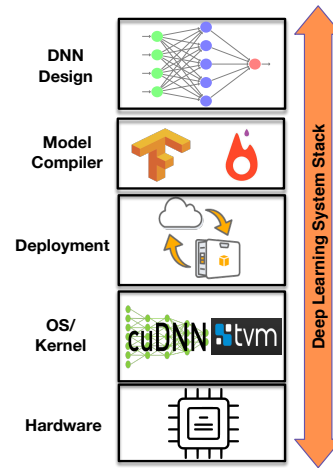 DNN
Design
Model
Compiler
Deployment
OS/
Kernel
cuDNN
tvm
Hardware
Deep Learning System Stack